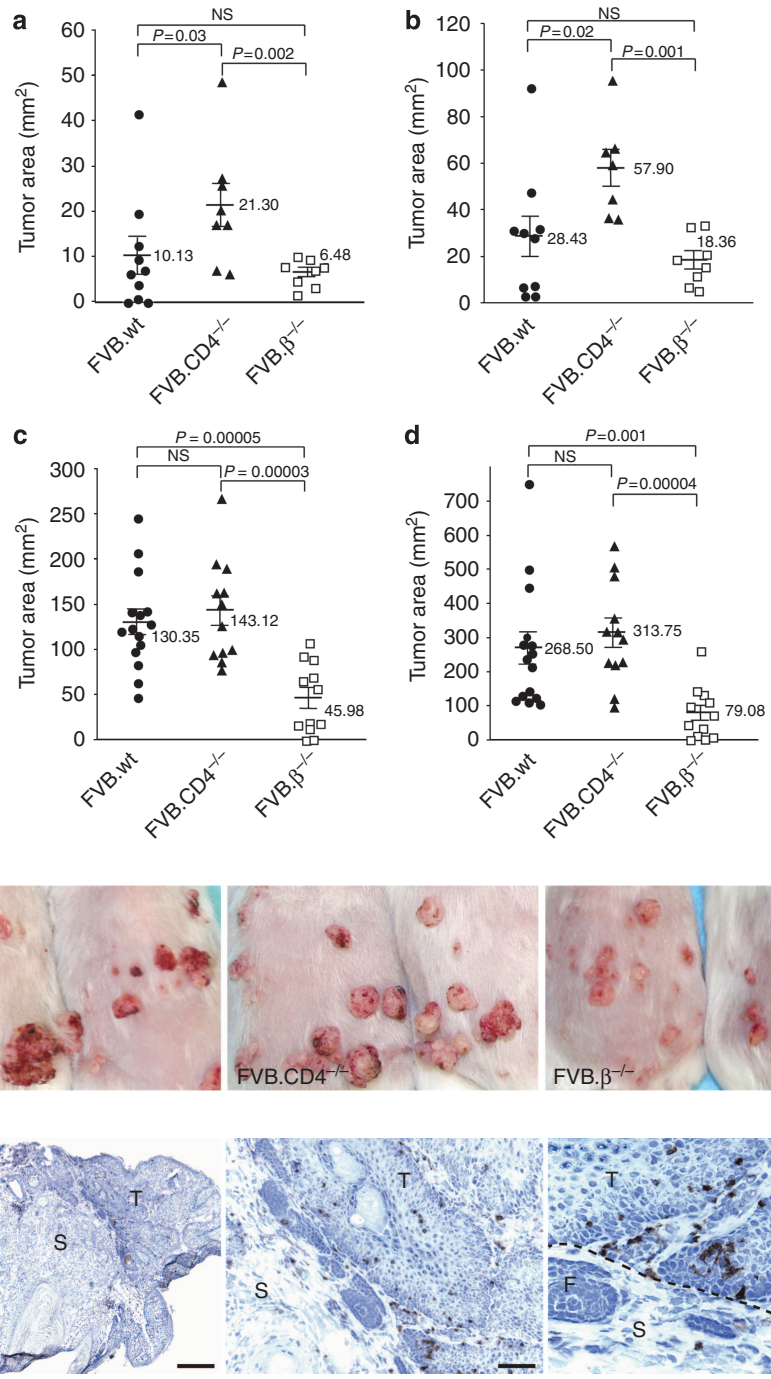 a
NS
P=0.03
P=0.002
Tumor area (mm²)
60
50
40
30
20
10
0
10.13
21.30
6.48
FVB.wt
FVB.CD4⁻/⁻
FVB.β⁻/⁻
b
NS
P=0.02
P=0.001
Tumor area (mm²)
120
100
80
60
40
20
0
28.43
57.90
18.36
FVB.wt
FVB.CD4⁻/⁻
FVB.β⁻/⁻
c
P = 0.00005
NS
P = 0.00003
Tumor area (mm²)
300
250
200
150
100
50
0
130.35
143.12
45.98
FVB.wt
FVB.CD4⁻/⁻
FVB.β⁻/⁻
d
P=0.001
NS
P=0.00004
Tumor area (mm²)
700
600
500
400
300
200
100
0
268.50
313.75
79.08
FVB.wt
FVB.CD4⁻/⁻
FVB.β⁻/⁻
FVB.CD4⁻/⁻
FVB.β⁻/⁻
T
S
T
S
T
F
S